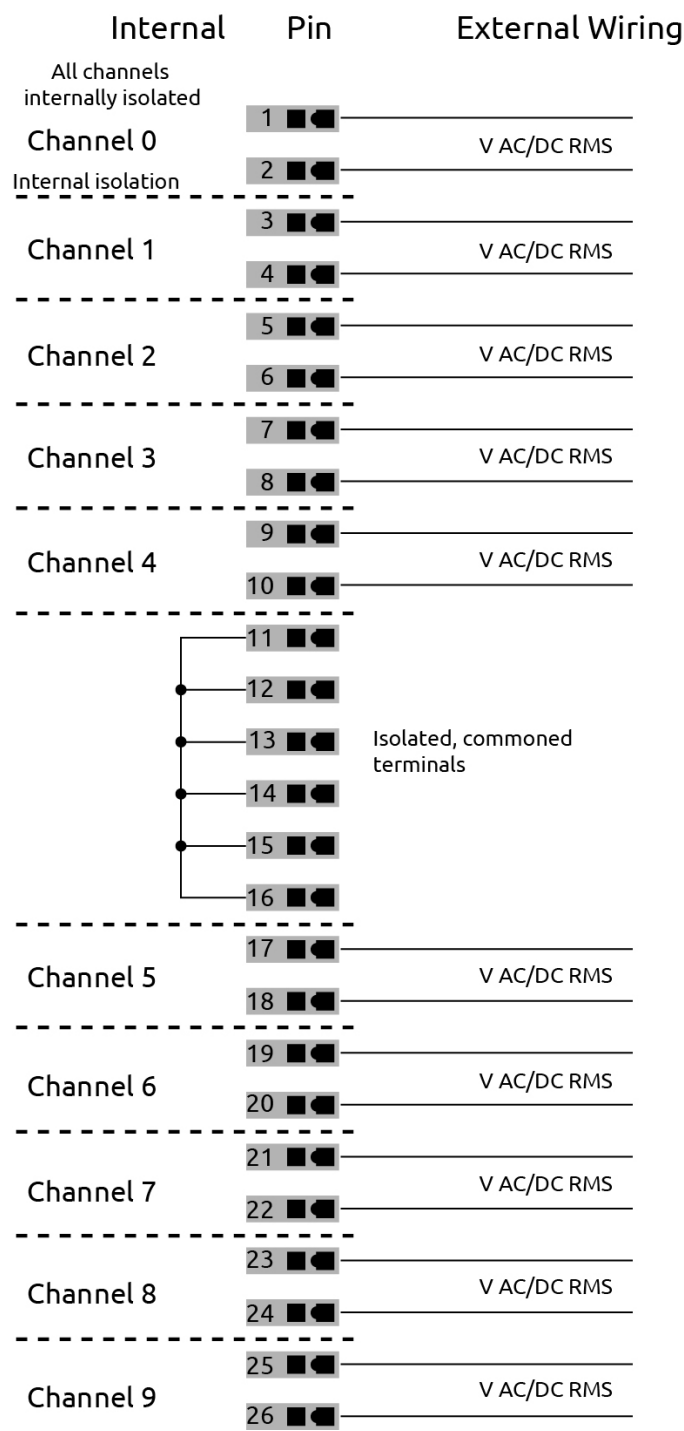 Internal Pin External Wiring
All channels
internally isolated
1
Channel 0 V AC/DC RMS
2
Internal isolation
3
Channel 1 V AC/DC RMS
4
5
Channel 2 V AC/DC RMS
6
7
Channel 3 V AC/DC RMS
8
9
Channel 4 V AC/DC RMS
10
11
12
13 Isolated, commoned
terminals
14
15
16
17
Channel 5 V AC/DC RMS
18
19
Channel 6 V AC/DC RMS
20
21
Channel 7 V AC/DC RMS
22
23
Channel 8 V AC/DC RMS
24
25
Channel 9 V AC/DC RMS
26